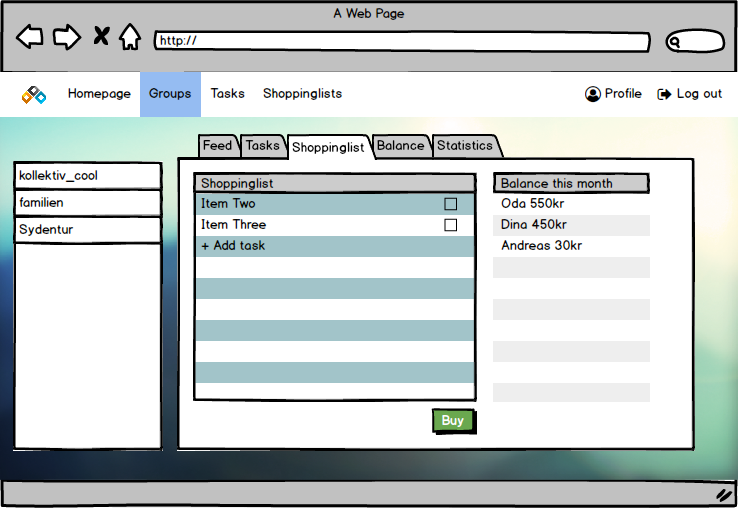 A Web Page
http://
Homepage Groups Tasks Shoppinglists Profile Log out
kollektiv_cool
familien
Sydentur
Feed Tasks Shoppinglist Balance Statistics
Shoppinglist
Item Two
Item Three
+ Add task
Buy
Balance this month
Oda 550kr
Dina 450kr
Andreas 30kr